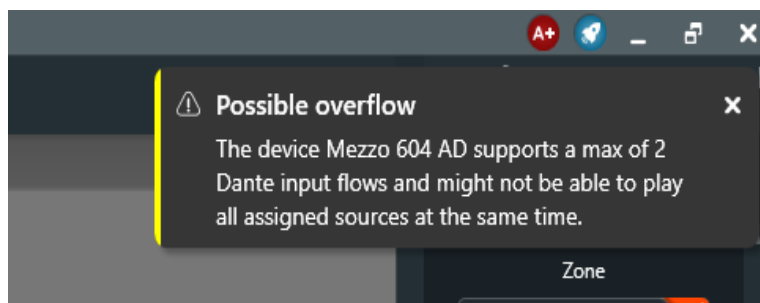 A+
Possible overflow
The device Mezzo 604 AD supports a max of 2
Dante input flows and might not be able to play
all assigned sources at the same time.
Zone